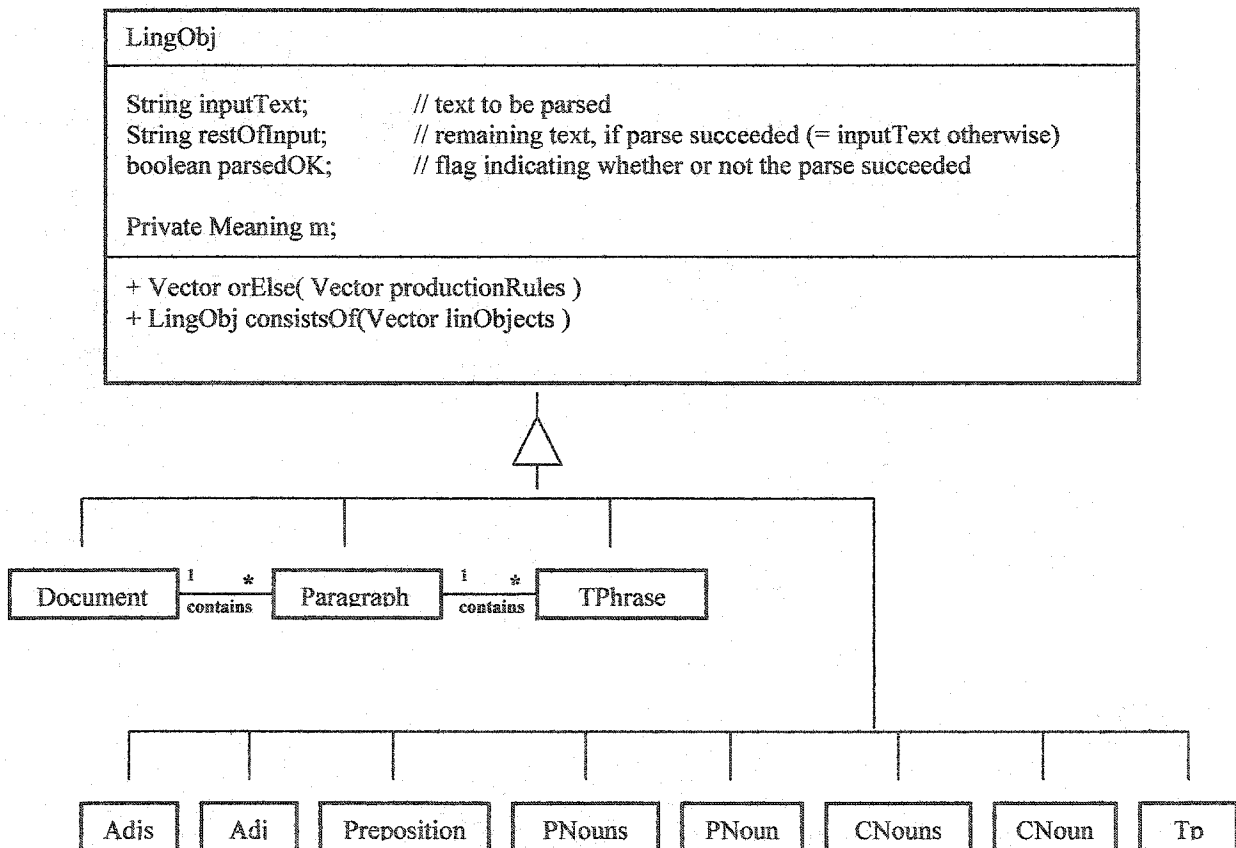 LingObj
String inputText; // text to be parsed
String restOfInput; // remaining text, if parse succeeded (= inputText otherwise)
boolean parsedOK; // flag indicating whether or not the parse succeeded
Private Meaning m;
+ Vector orElse( Vector productionRules )
+ LingObj consistsOf(Vector linObjects )
1 * 1 *
Document contains Paragraph contains TPhrase
Adjs Adj Preposition PNouns PNoun CNouns CNoun Tp